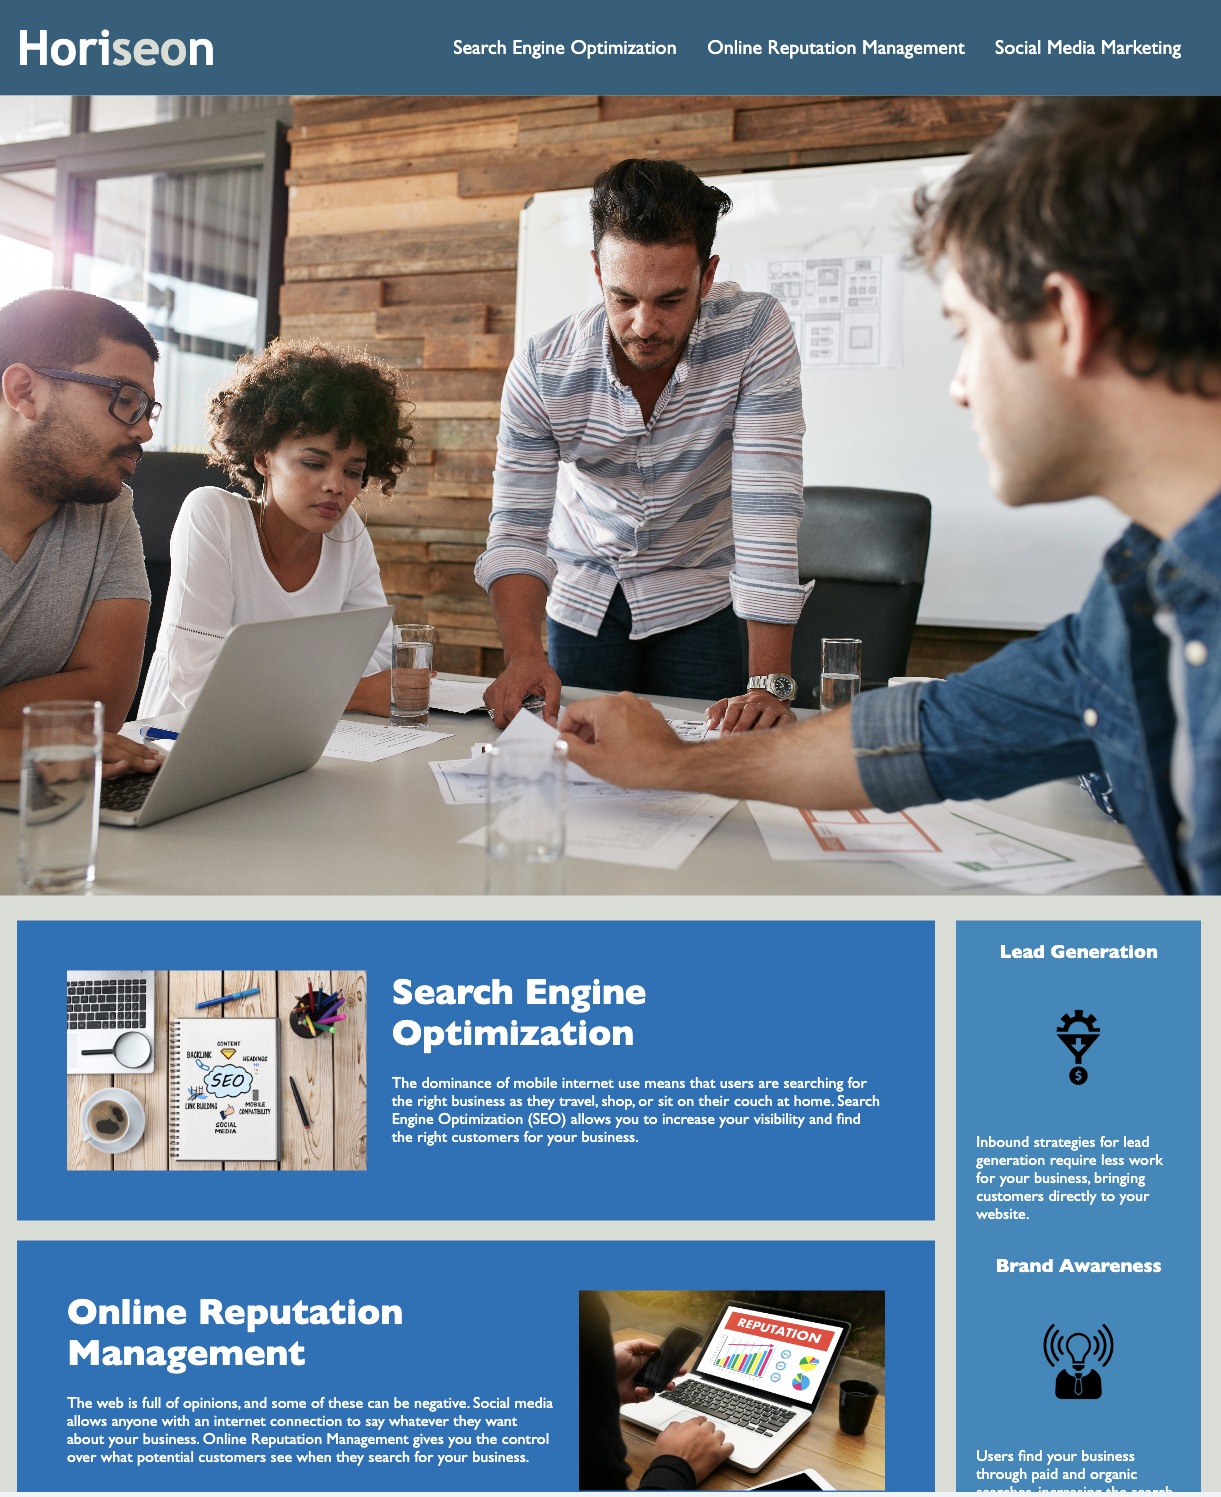 Horiseon
Search Engine Optimization
Online Reputation Management
Social Media Marketing
CONTENT
BACKLINK
HEADINGS
SEO
LINK BUILDING
MOBILE
COMPATIBILITY
SOCIAL
MEDIA
Search Engine
Optimization
The dominance of mobile internet use means that users are searching for
the right business as they travel, shop, or sit on their couch at home. Search
Engine Optimization (SEO) allows you to increase your visibility and find
the right customers for your business.
Online Reputation
Management
The web is full of opinions, and some of these can be negative. Social media
allows anyone with an internet connection to say whatever they want
about your business. Online Reputation Management gives you the control
over what potential customers see when they search for your business.
REPUTATION
Lead Generation
$
Inbound strategies for lead
generation require less work
for your business, bringing
customers directly to your
website.
Brand Awareness
Users find your business
through paid and organic
searches, increasing the search